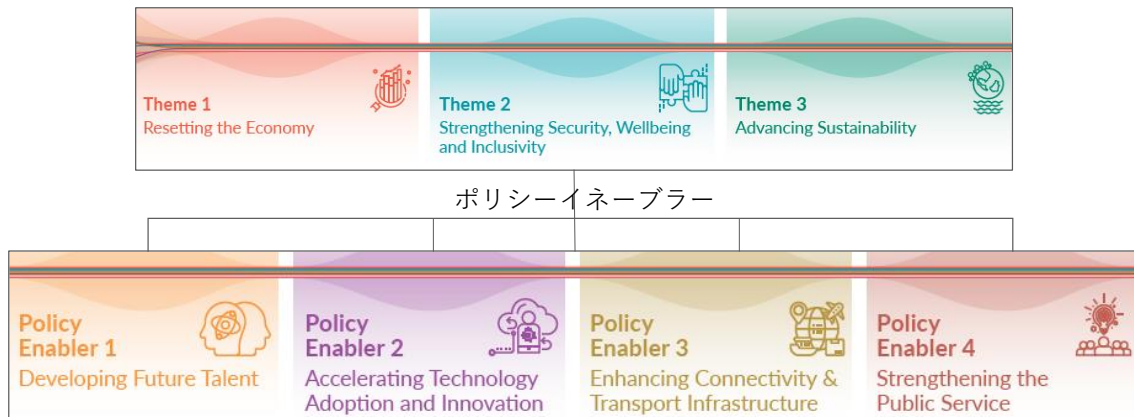 Theme 1
Resetting the Economy
Theme 2
Strengthening Security, Wellbeing
and Inclusivity
Theme 3
Advancing Sustainability
ポリシーイネーブラー
Policy
Enabler 1
Developing Future Talent
Policy
Enabler 2
Accelerating Technology
Adoption and Innovation
Policy
Enabler 3
Enhancing Connectivity &
Transport Infrastructure
Policy
Enabler 4
Strengthening the
Public Service